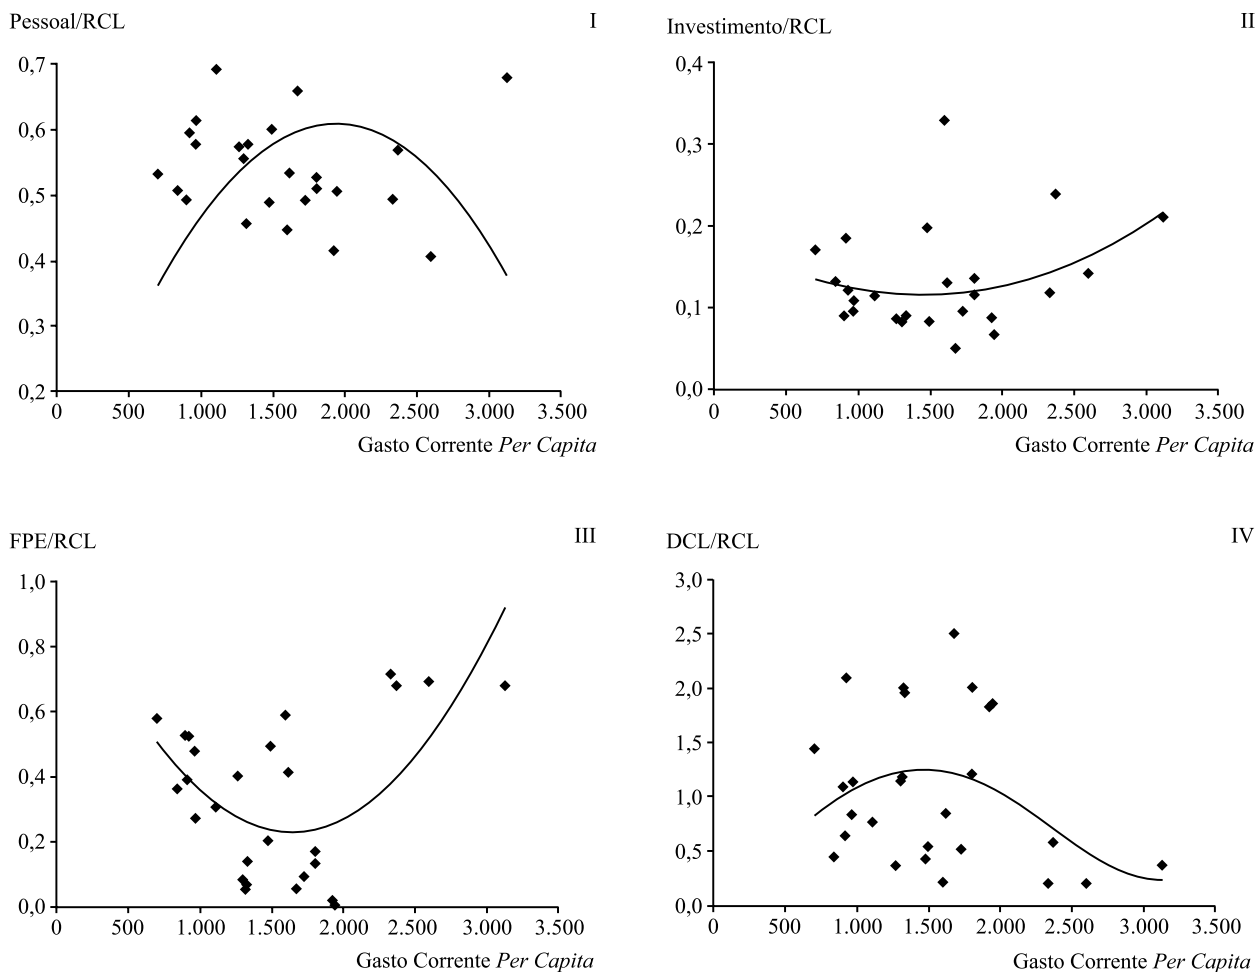 Pessoal/RCL I
0,7
0,6
0,5
0,4
0,3
0,2
0 500 1.000 1.500 2.000 2.500 3.000 3.500
Gasto Corrente Per Capita
Investimento/RCL II
0,4
0,3
0,2
0,1
0,0
0 500 1.000 1.500 2.000 2.500 3.000 3.500
Gasto Corrente Per Capita
FPE/RCL III
1,0
0,8
0,6
0,4
0,2
0,0
0 500 1.000 1.500 2.000 2.500 3.000 3.500
Gasto Corrente Per Capita
DCL/RCL IV
3,0
2,5
2,0
1,5
1,0
0,5
0,0
0 500 1.000 1.500 2.000 2.500 3.000 3.500
Gasto Corrente Per Capita